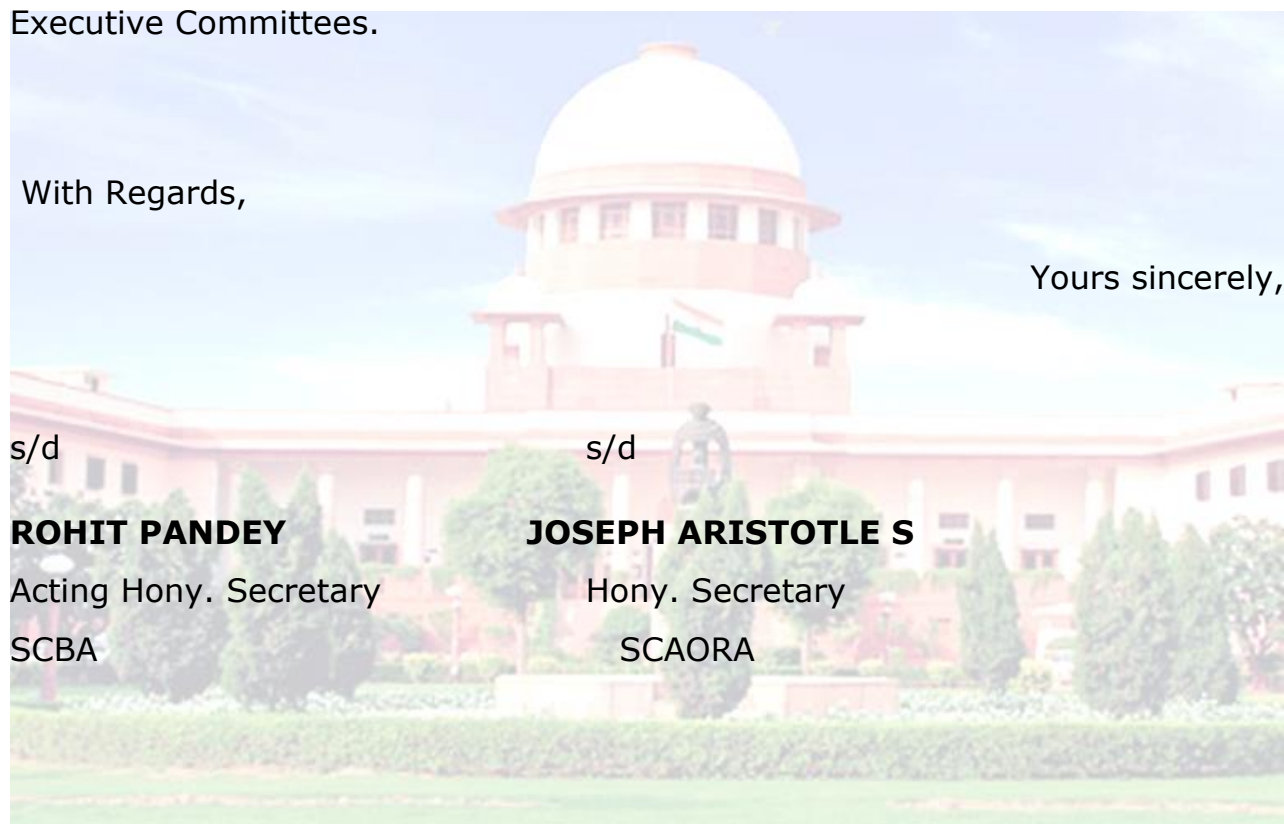 Executive Committees.
With Regards,
Yours sincerely,
s/d s/d
ROHIT PANDEY JOSEPH ARISTOTLE S
Acting Hony. Secretary Hony. Secretary
SCBA SCAORA